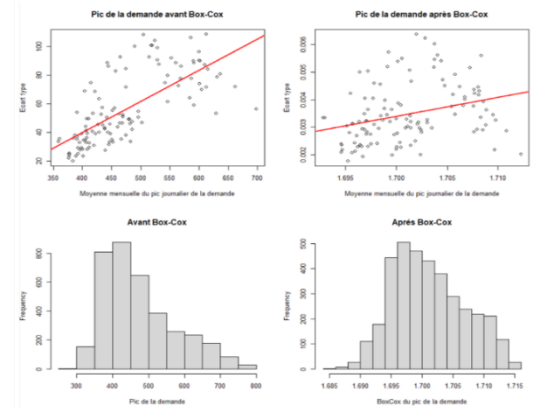 Pic de la demande avant Box-Cox
Pic de la demande après Box-Cox
Ecart type
20 40 60 80 100
350 400 450 500 550 600 650 700
Moyenne mensuelle du pic journalier de la demande
Ecart type
0.002 0.003 0.004 0.005 0.006
1.695 1.700 1.705 1.710
Moyenne mensuelle du pic journalier de la demande
Avant Box-Cox
Après Box-Cox
Frequency
0 200 400 600 800
300 400 500 600 700 800
Pic de la demande
Frequency
0 100 200 300 400 500
1.685 1.690 1.695 1.700 1.705 1.710 1.715
BoxCox du pic de la demande